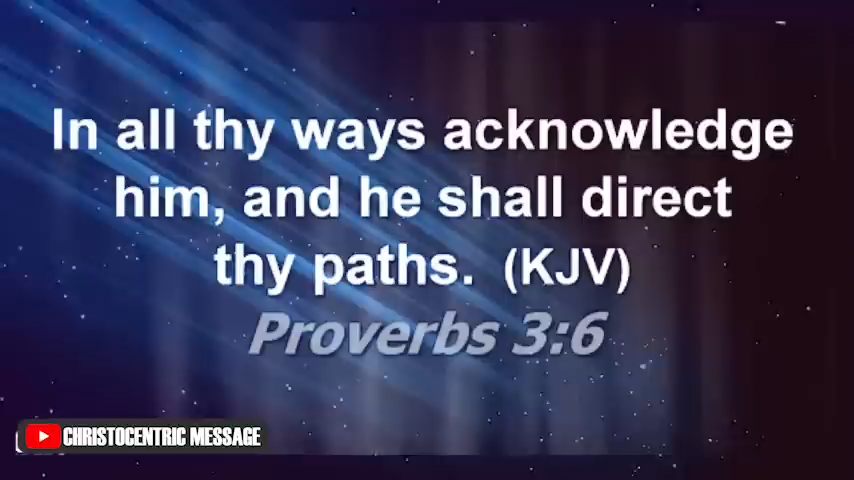 In all thy ways acknowledge
him, and he shall direct
thy paths. (KJV)
Proverbs 3:6
CHRISTOCENTRIC MESSAGE